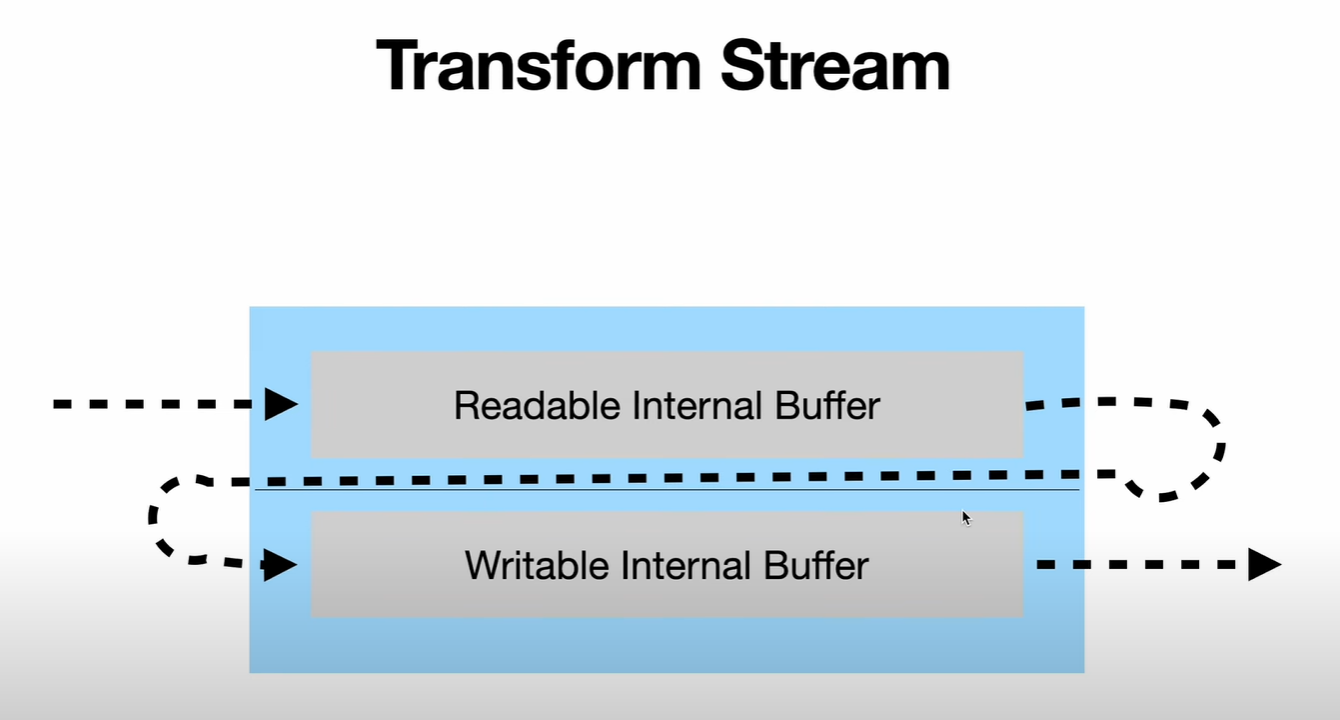 Transform Stream
Readable Internal Buffer
Writable Internal Buffer